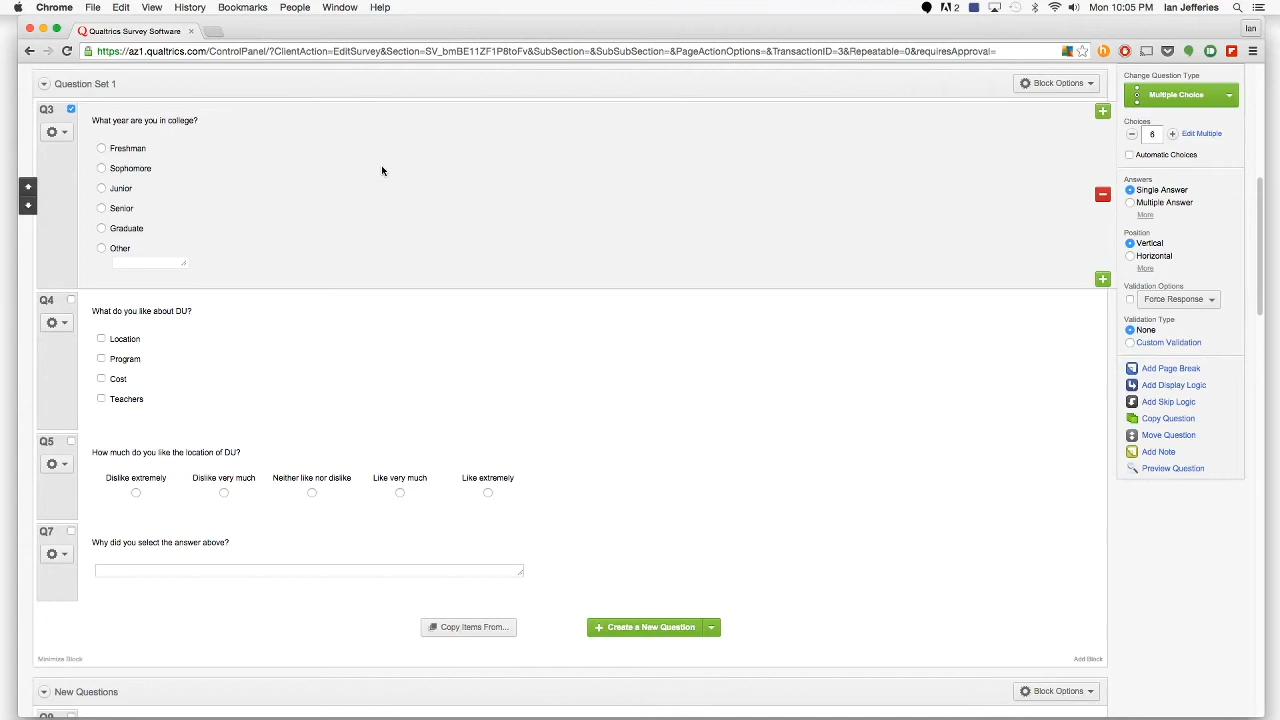 Chrome File Edit View History Bookmarks People Window Help 2 Mon 10:05 PM Ian Jefferies
Qualtrics Survey Software Ian
https://az1.qualtrics.com/ControlPanel/?ClientAction=EditSurvey&Section=SV_bmBE11ZF1P8toFv&SubSection=&SubSubSection=&PageActionOptions=&TransactionID=3&Repeatable=0&requiresApproval=
Question Set 1 Block Options
Q3
What year are you in college?
Freshman
Sophomore
Junior
Senior
Graduate
Other
Q4
What do you like about DU?
Location
Program
Cost
Teachers
Q5
How much do you like the location of DU?
Dislike extremely Dislike very much Neither like nor dislike Like very much Like extremely
Q7
Why did you select the answer above?
Copy Items From... Create a New Question
Minimize Block Add Block
New Questions Block Options
Change Question Type
Multiple Choice
Choices
6 Edit Multiple
Automatic Choices
Answers
Single Answer
Multiple Answer
More
Position
Vertical
Horizontal
More
Validation Options
Force Response
Validation Type
None
Custom Validation
Add Page Break
Add Display Logic
Add Skip Logic
Copy Question
Move Question
Add Note
Preview Question